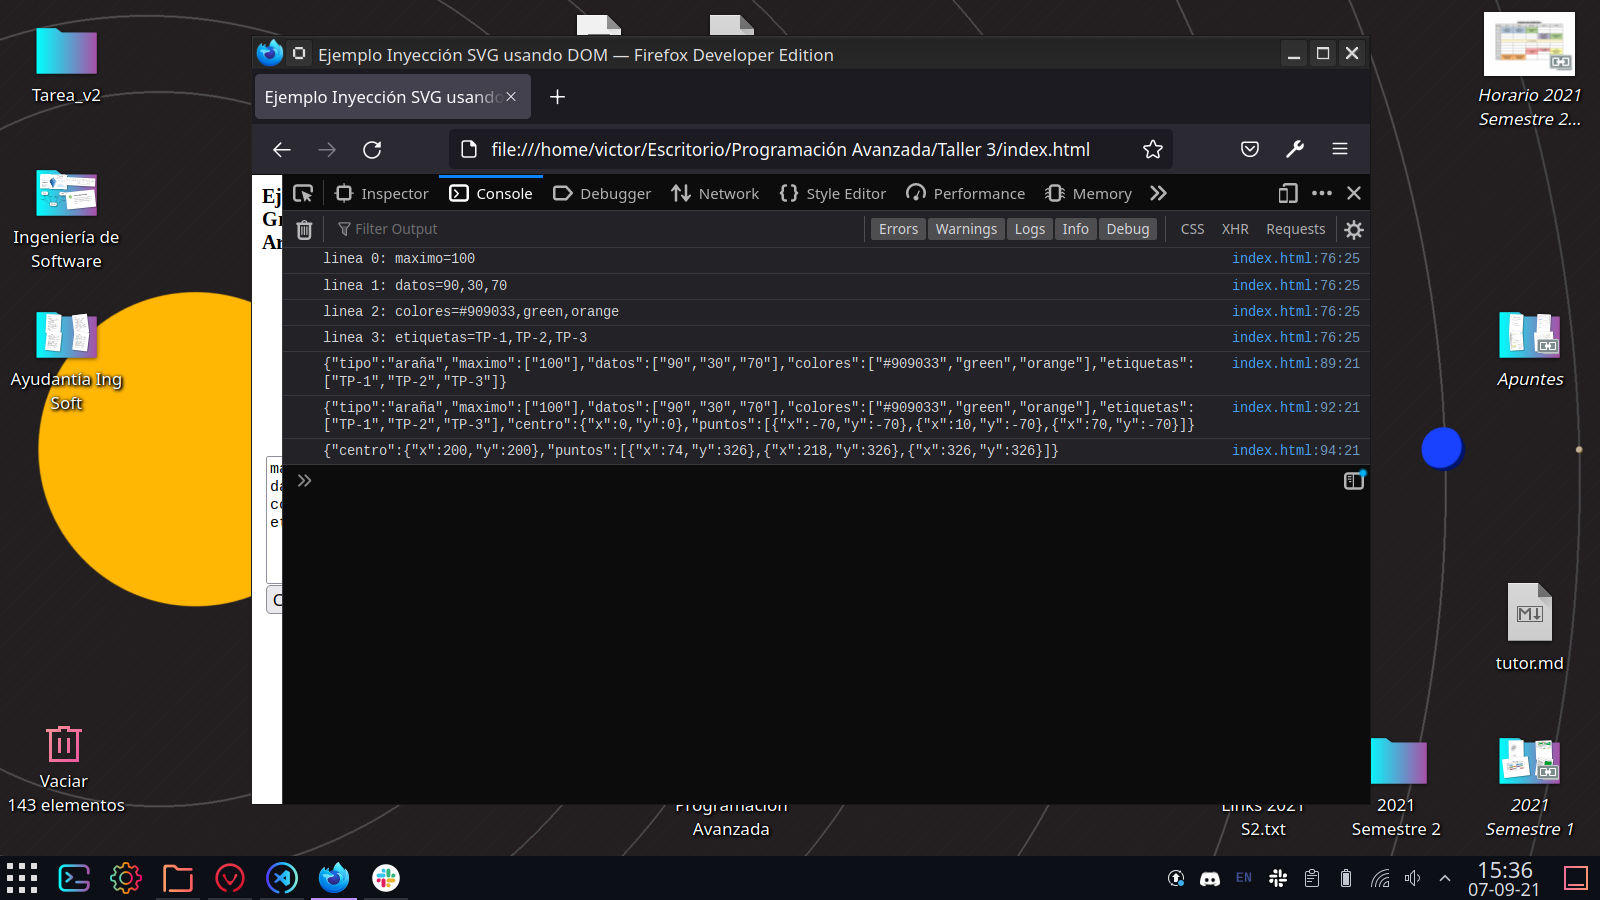 Tarea_v2
Ingeniería de
Software
Ayudantía Ing
Soft
Vaciar
143 elementos
Ejemplo Inyección SVG usando DOM — Firefox Developer Edition
Ejemplo Inyección SVG usando
file:///home/victor/Escritorio/Programación Avanzada/Taller 3/index.html
Inspector
Console
Debugger
Network
Style Editor
Performance
Memory
Filter Output
Errors
Warnings
Logs
Info
Debug
CSS
XHR
Requests
linea 0: maximo=100 index.html:76:25
linea 1: datos=90,30,70 index.html:76:25
linea 2: colores=#909033,green,orange index.html:76:25
linea 3: etiquetas=TP-1,TP-2,TP-3 index.html:76:25
{"tipo":"araña","maximo":["100"],"datos":["90","30","70"],"colores":["#909033","green","orange"],"etiquetas": index.html:89:21
["TP-1","TP-2","TP-3"]}
{"tipo":"araña","maximo":["100"],"datos":["90","30","70"],"colores":["#909033","green","orange"],"etiquetas": index.html:92:21
["TP-1","TP-2","TP-3"],"centro":{"x":0,"y":0},"puntos":[{"x":-70,"y":-70},{"x":10,"y":-70},{"x":70,"y":-70}]}
{"centro":{"x":200,"y":200},"puntos":[{"x":74,"y":326},{"x":218,"y":326},{"x":326,"y":326}]} index.html:94:21
Horario 2021
Semestre 2...
Apuntes
tutor.md
Programación
Avanzada
Links 2021
S2.txt
2021
Semestre 2
2021
Semestre 1
EN
15:36
07-09-21